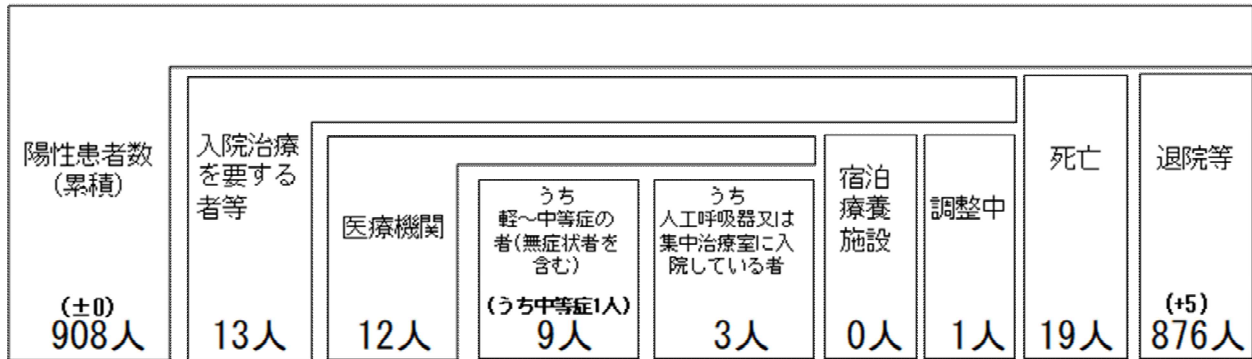 陽性患者数
(累積)
(±0)
908人
入院治療
を要する
者等
13人
医療機関
12人
うち
軽～中等症の
者(無症状者を
含む)
(うち中等症1人)
9人
うち
人工呼吸器又は
集中治療室に入
院している者
3人
宿泊
療養
施設
0人
調整中
1人
死亡
19人
退院等
(+5)
876人